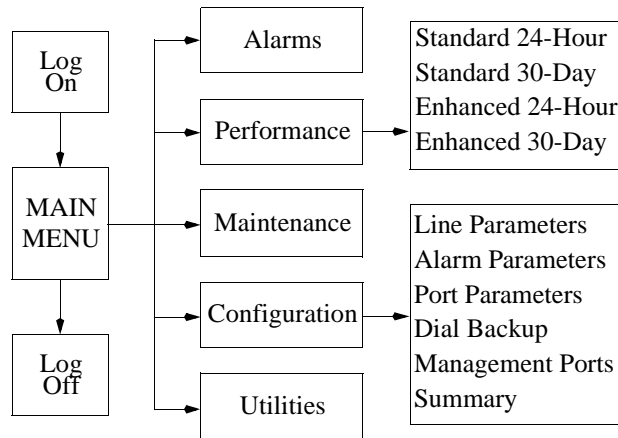 Log
On
MAIN
MENU
Log
Off
Alarms
Performance
Maintenance
Configuration
Utilities
Standard 24-Hour
Standard 30-Day
Enhanced 24-Hour
Enhanced 30-Day
Line Parameters
Alarm Parameters
Port Parameters
Dial Backup
Management Ports
Summary